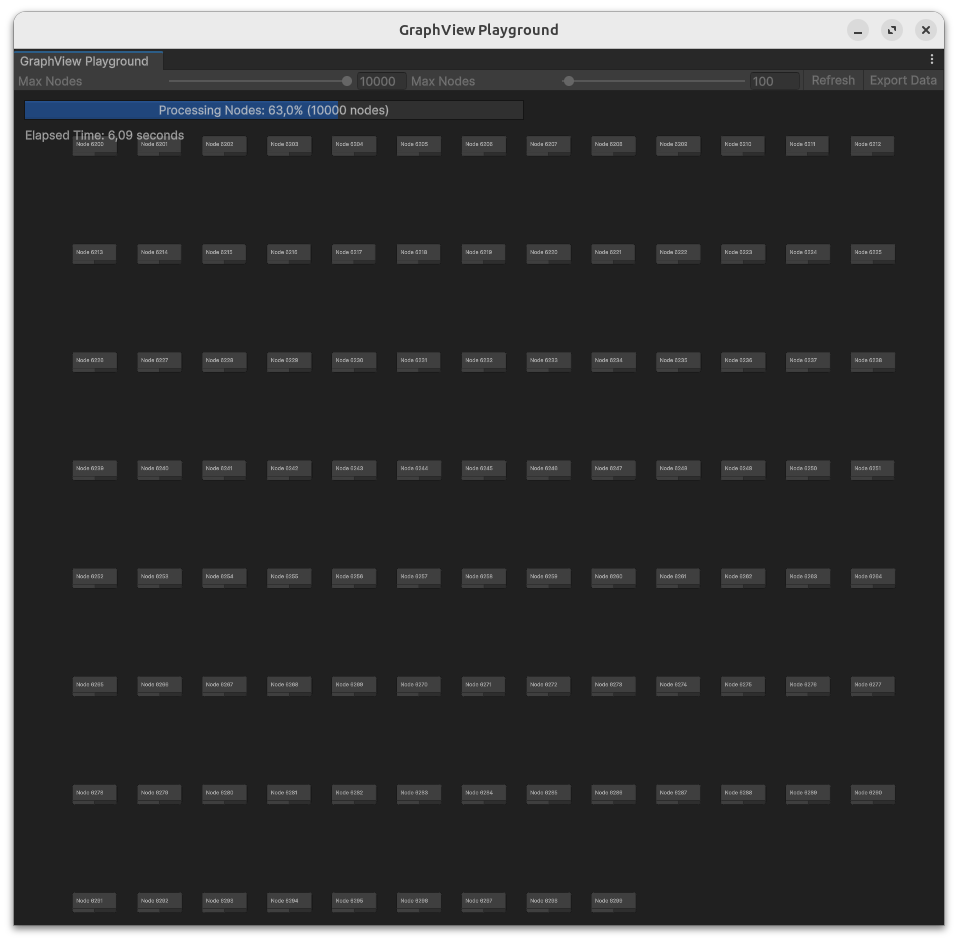 GraphView Playground
GraphView Playground
Max Nodes 10000 Max Nodes 100 Refresh Export Data
Processing Nodes: 63,0% (10000 nodes)
Elapsed Time: 6,09 seconds
Node 6200 Node 6201 Node 6202 Node 6203 Node 6204 Node 6205 Node 6206 Node 6207 Node 6208 Node 6209 Node 6210 Node 6211 Node 6212
Node 6213 Node 6214 Node 6215 Node 6216 Node 6217 Node 6218 Node 6219 Node 6220 Node 6221 Node 6222 Node 6223 Node 6224 Node 6225
Node 6226 Node 6227 Node 6228 Node 6229 Node 6230 Node 6231 Node 6232 Node 6233 Node 6234 Node 6235 Node 6236 Node 6237 Node 6238
Node 6239 Node 6240 Node 6241 Node 6242 Node 6243 Node 6244 Node 6245 Node 6246 Node 6247 Node 6248 Node 6249 Node 6250 Node 6251
Node 6252 Node 6253 Node 6254 Node 6255 Node 6256 Node 6257 Node 6258 Node 6259 Node 6260 Node 6261 Node 6262 Node 6263 Node 6264
Node 6265 Node 6266 Node 6267 Node 6268 Node 6269 Node 6270 Node 6271 Node 6272 Node 6273 Node 6274 Node 6275 Node 6276 Node 6277
Node 6278 Node 6279 Node 6280 Node 6281 Node 6282 Node 6283 Node 6284 Node 6285 Node 6286 Node 6287 Node 6288 Node 6289 Node 6290
Node 6291 Node 6292 Node 6293 Node 6294 Node 6295 Node 6296 Node 6297 Node 6298 Node 6299